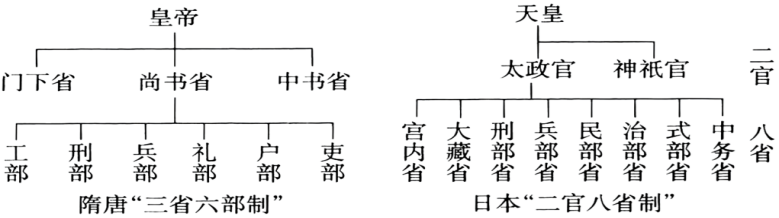 皇帝
门下省 尚书省 中书省
工部 刑部 兵部 礼部 户部 吏部
隋唐“三省六部制”
天皇
太政官 神祇官 二官
宫内省 大藏省 刑部省 兵部省 民部省 治部省 式部省 中务省 八省
日本“二官八省制”